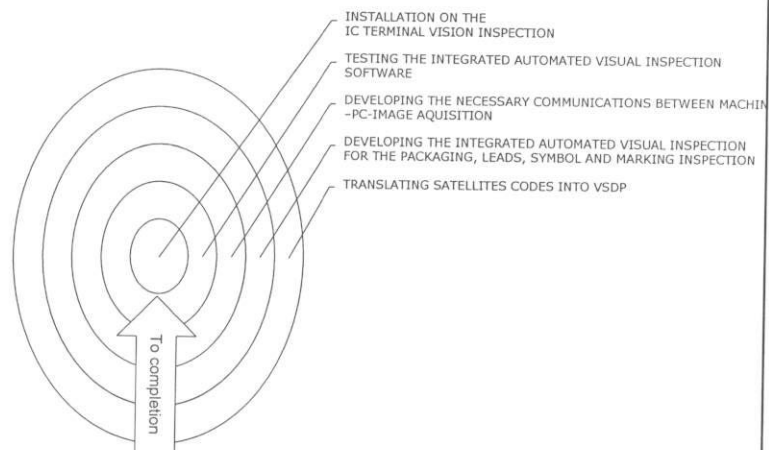 INSTALLATION ON THE
IC TERMINAL VISION INSPECTION
TESTING THE INTEGRATED AUTOMATED VISUAL INSPECTION
SOFTWARE
DEVELOPING THE NECESSARY COMMUNICATIONS BETWEEN MACHIN
-PC-IMAGE AQUISITION
DEVELOPING THE INTEGRATED AUTOMATED VISUAL INSPECTION
FOR THE PACKAGING, LEADS, SYMBOL AND MARKING INSPECTION
TRANSLATING SATELLITES CODES INTO VSDP
To completion